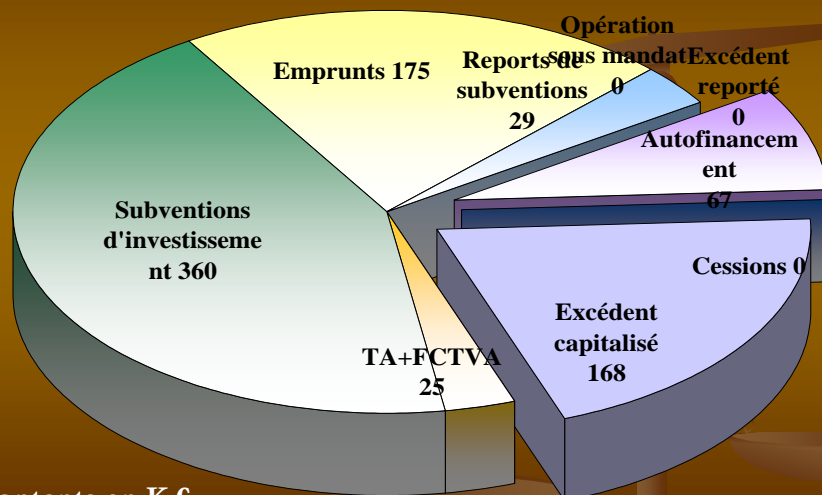 Opération
sous mandat
0
Excédent
reporté
0
Emprunts 175
Reports de
subventions
29
Autofinancem
ent
67
Subventions
d'investisseme
nt 360
Cessions 0
Excédent
capitalisé
168
TA+FCTVA
25
en K €